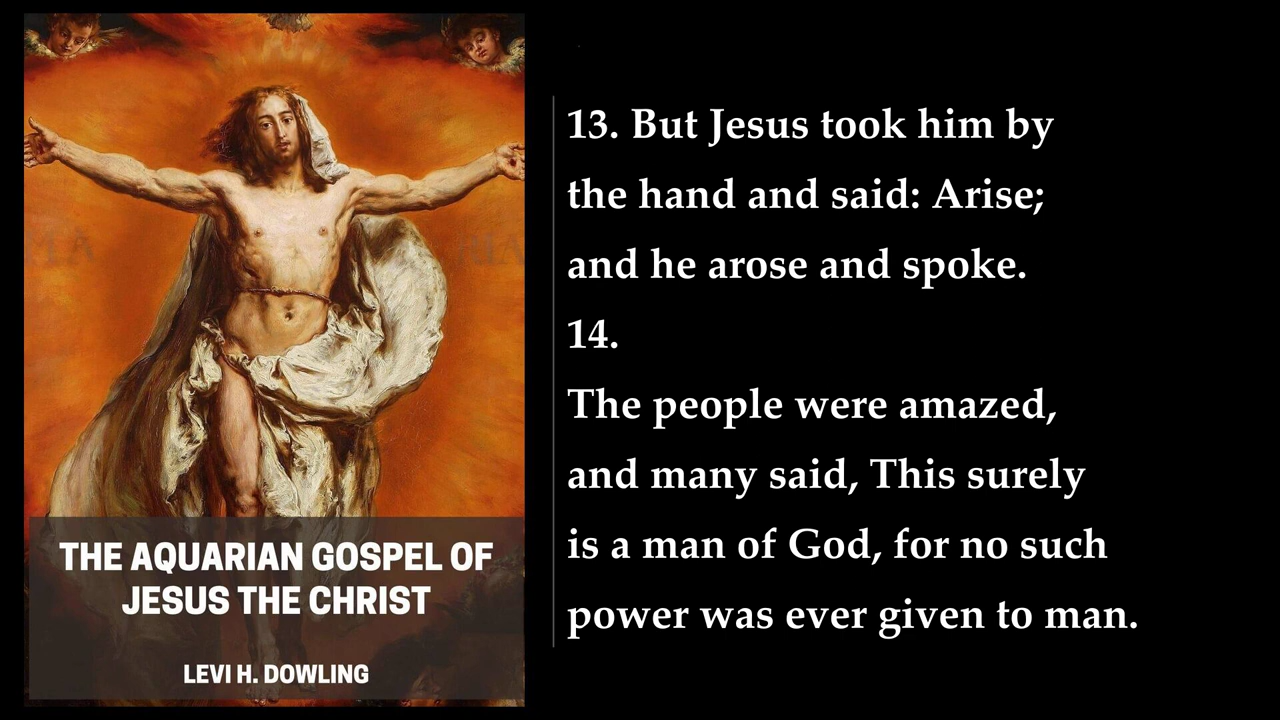 THE AQUARIAN GOSPEL OF
JESUS THE CHRIST
LEVI H. DOWLING
13. But Jesus took him by
the hand and said: Arise;
and he arose and spoke.
14.
The people were amazed,
and many said, This surely
is a man of God, for no such
power was ever given to man.